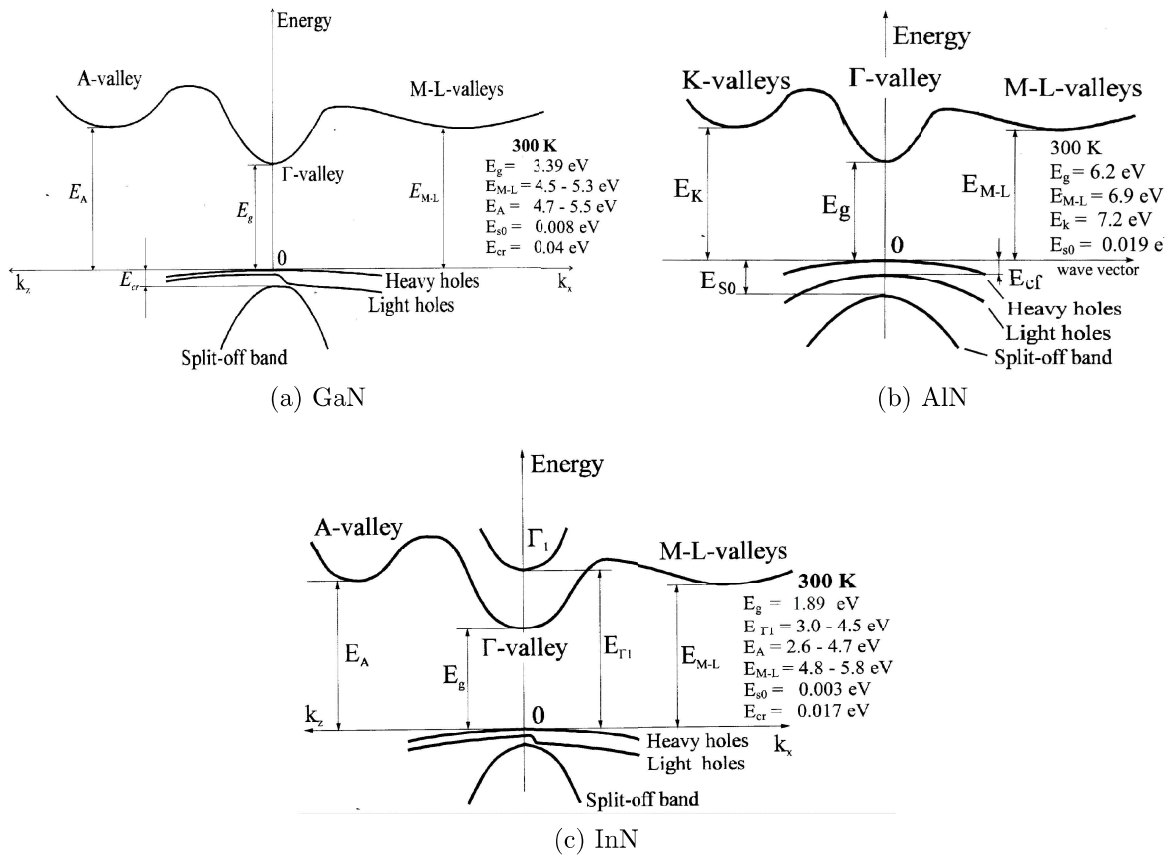 Energy
A-valley
M-L-valleys
300 K
Γ-valley
E_g = 3.39 eV
E_M-L = 4.5 - 5.3 eV
E_A = 4.7 - 5.5 eV
E_s0 = 0.008 eV
E_cr = 0.04 eV
E_A
E_g
E_M-L
0
E_cr
k_z
k_x
Heavy holes
Light holes
Split-off band
(a) GaN
Energy
K-valleys
Γ-valley
M-L-valleys
300 K
E_g = 6.2 eV
E_M-L = 6.9 eV
E_k = 7.2 eV
E_s0 = 0.019 e
E_K
E_g
E_M-L
0
wave vector
E_S0
E_cf
Heavy holes
Light holes
Split-off band
(b) AlN
Energy
A-valley
Γ_1
M-L-valleys
300 K
E_g = 1.89 eV
E_Γ1 = 3.0 - 4.5 eV
E_A = 2.6 - 4.7 eV
E_M-L = 4.8 - 5.8 eV
E_s0 = 0.003 eV
E_cr = 0.017 eV
Γ-valley
E_A
E_g
E_Γ1
E_M-L
0
k_z
k_x
Heavy holes
Light holes
Split-off band
(c) InN